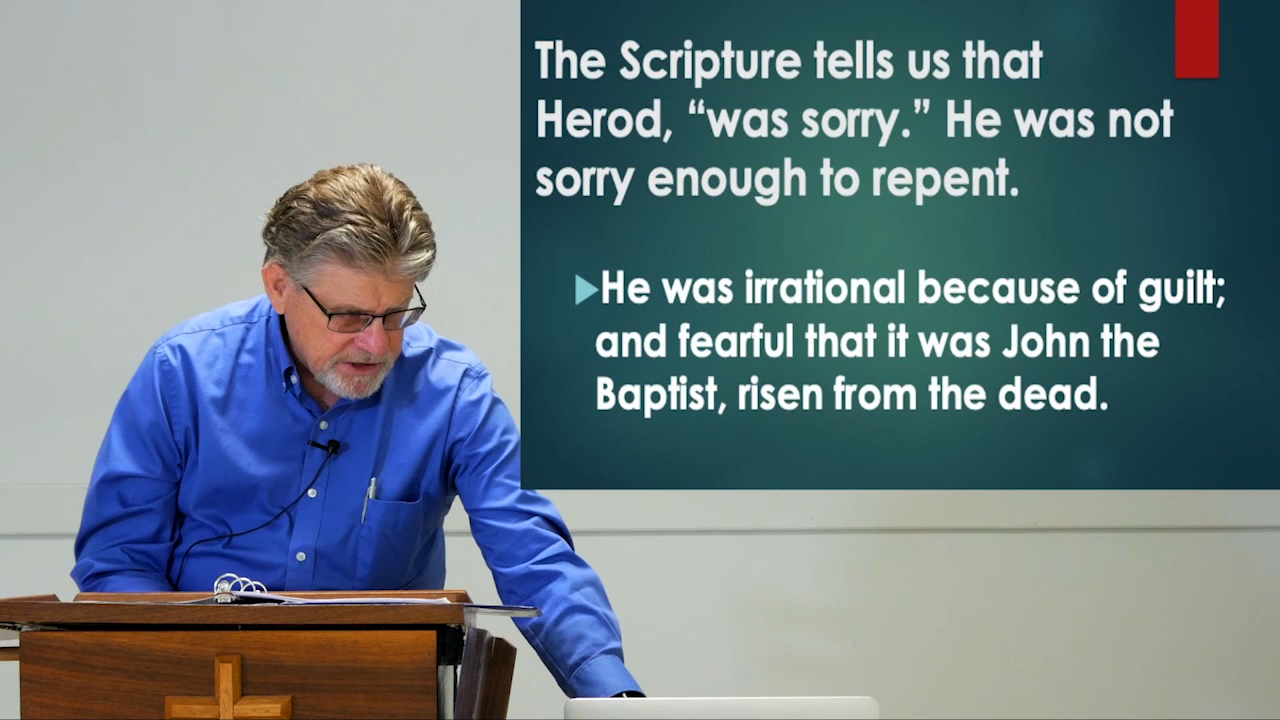 The Scripture tells us that
Herod, “was sorry.” He was not
sorry enough to repent.
He was irrational because of guilt;
and fearful that it was John the
Baptist, risen from the dead.